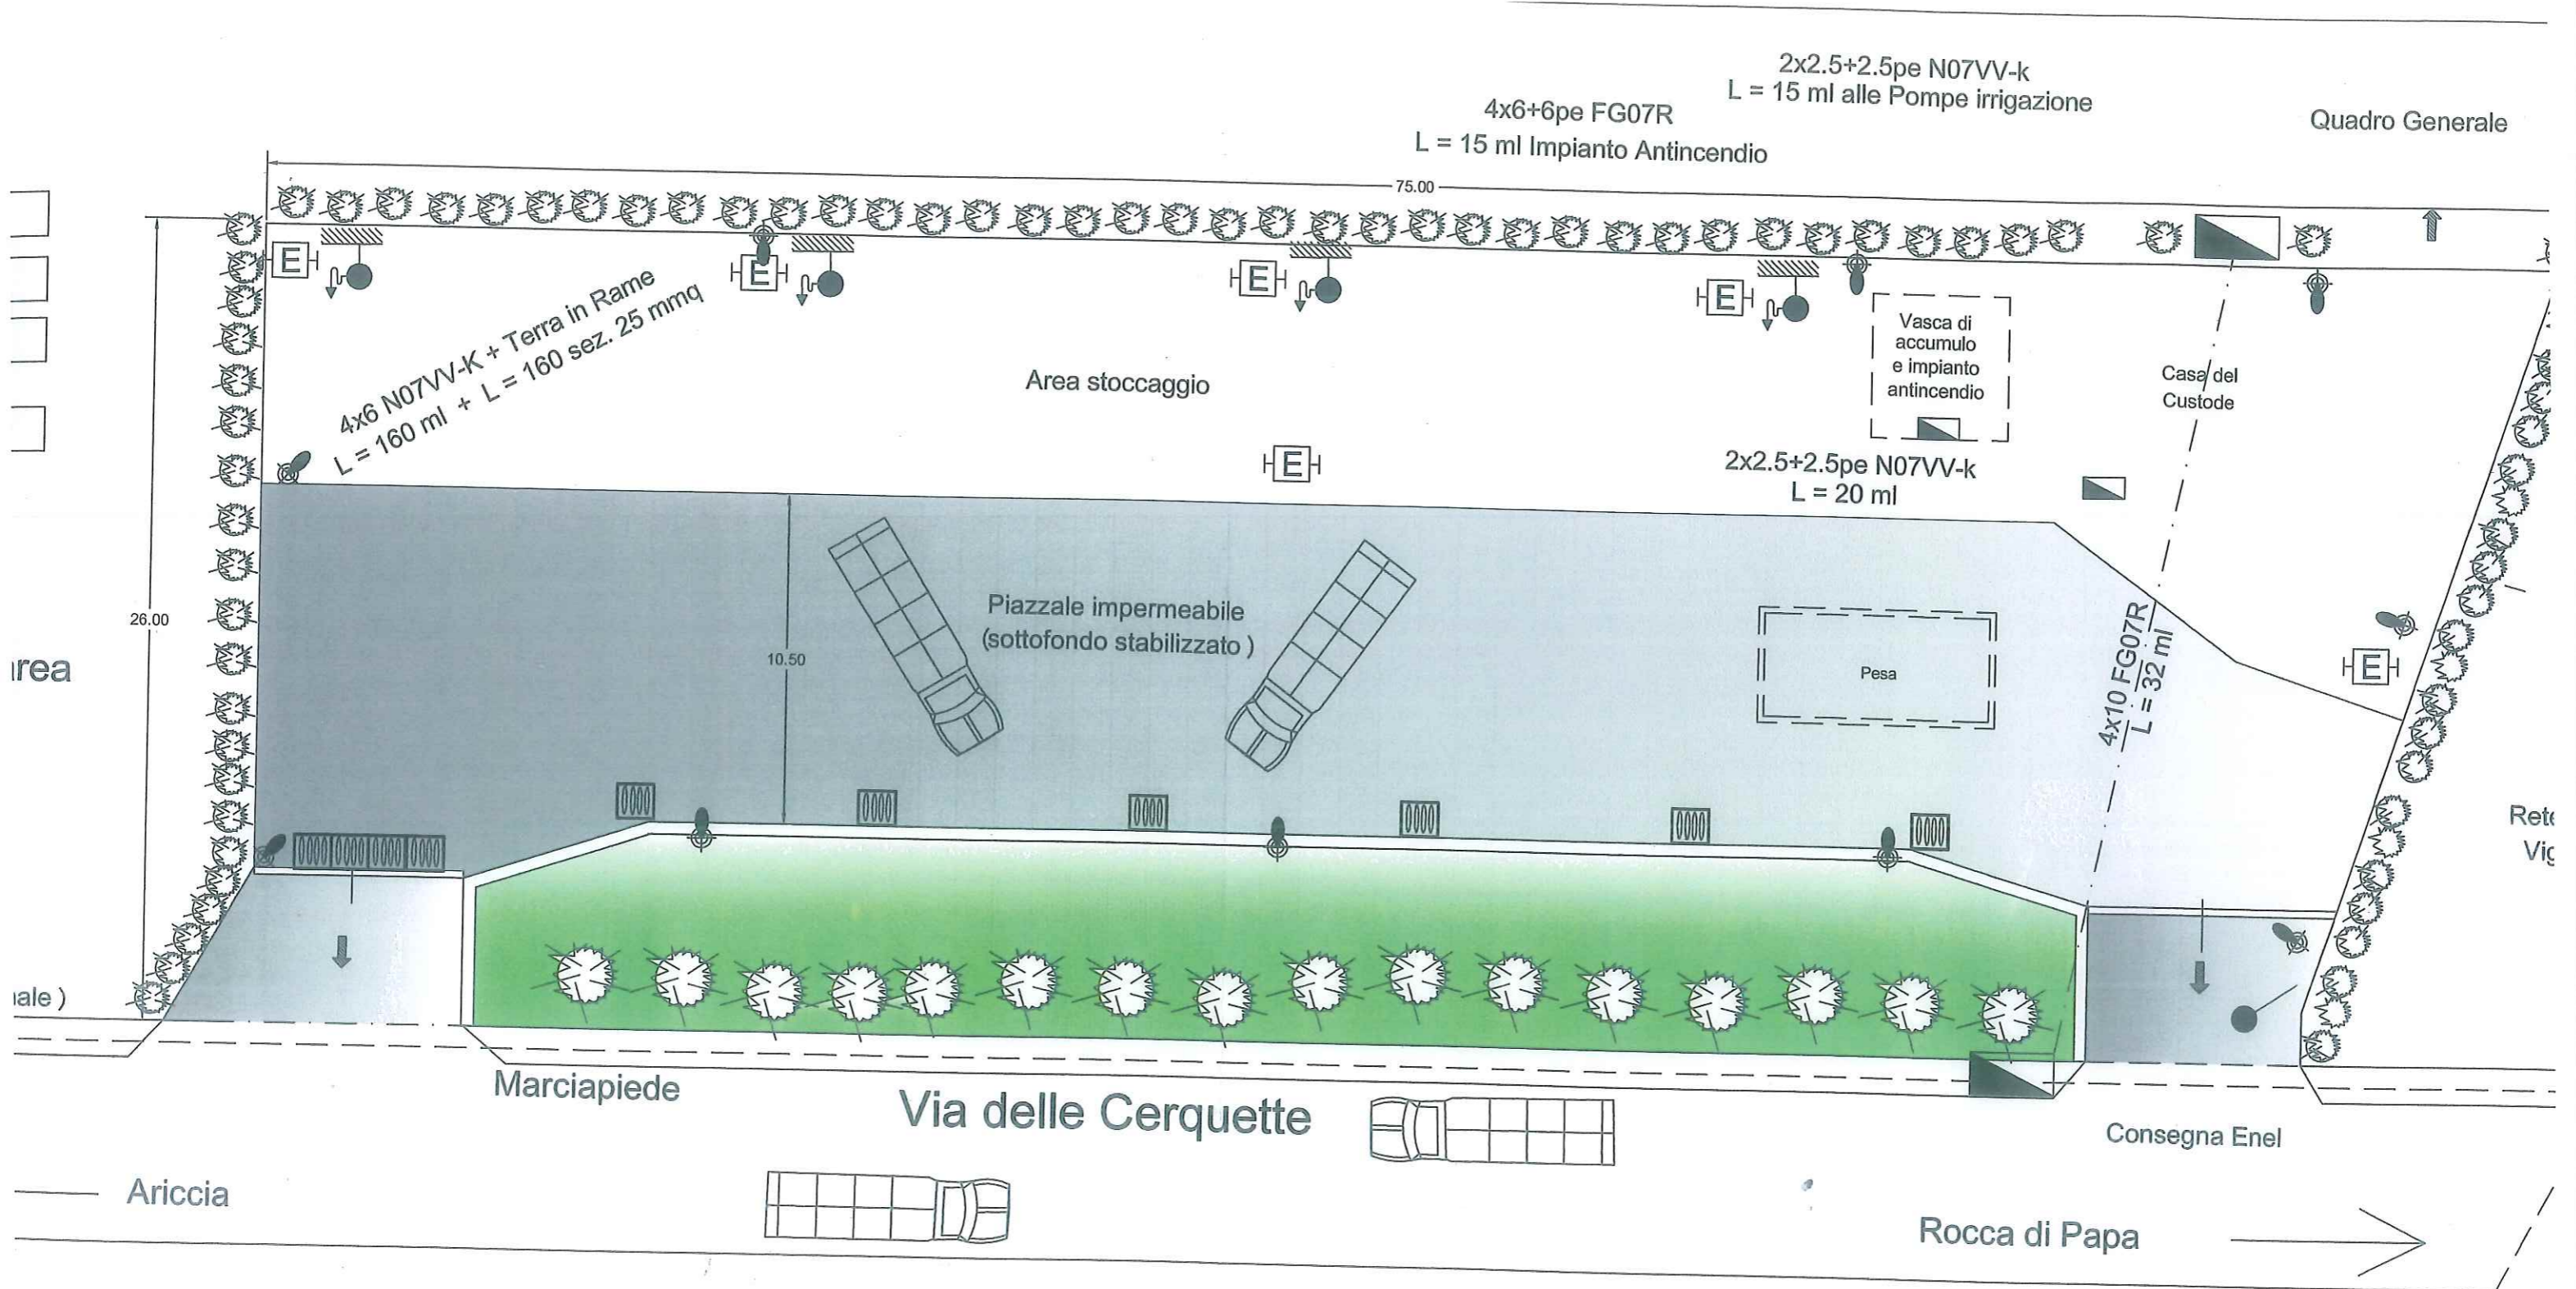 2x2.5+2.5pe N07VV-k
L = 15 ml alle Pompe irrigazione
4x6+6pe FG07R
L = 15 ml Impianto Antincendio
Quadro Generale
75.00
E
E
E
E
4x6 N07VV-K + Terra in Rame
L = 160 ml + L = 160 sez. 25 mmq
Vasca di
accumulo
e impianto
antincendio
Area stoccaggio
Casa del
Custode
E
2x2.5+2.5pe N07VV-k
L = 20 ml
26.00
10.50
Piazzale impermeabile
(sottofondo stabilizzato )
Pesa
4x10 FG07R
L = 32 ml
E
rea
Rete
Vig
ale )
Marciapiede
Via delle Cerquette
Consegna Enel
Ariccia
Rocca di Papa